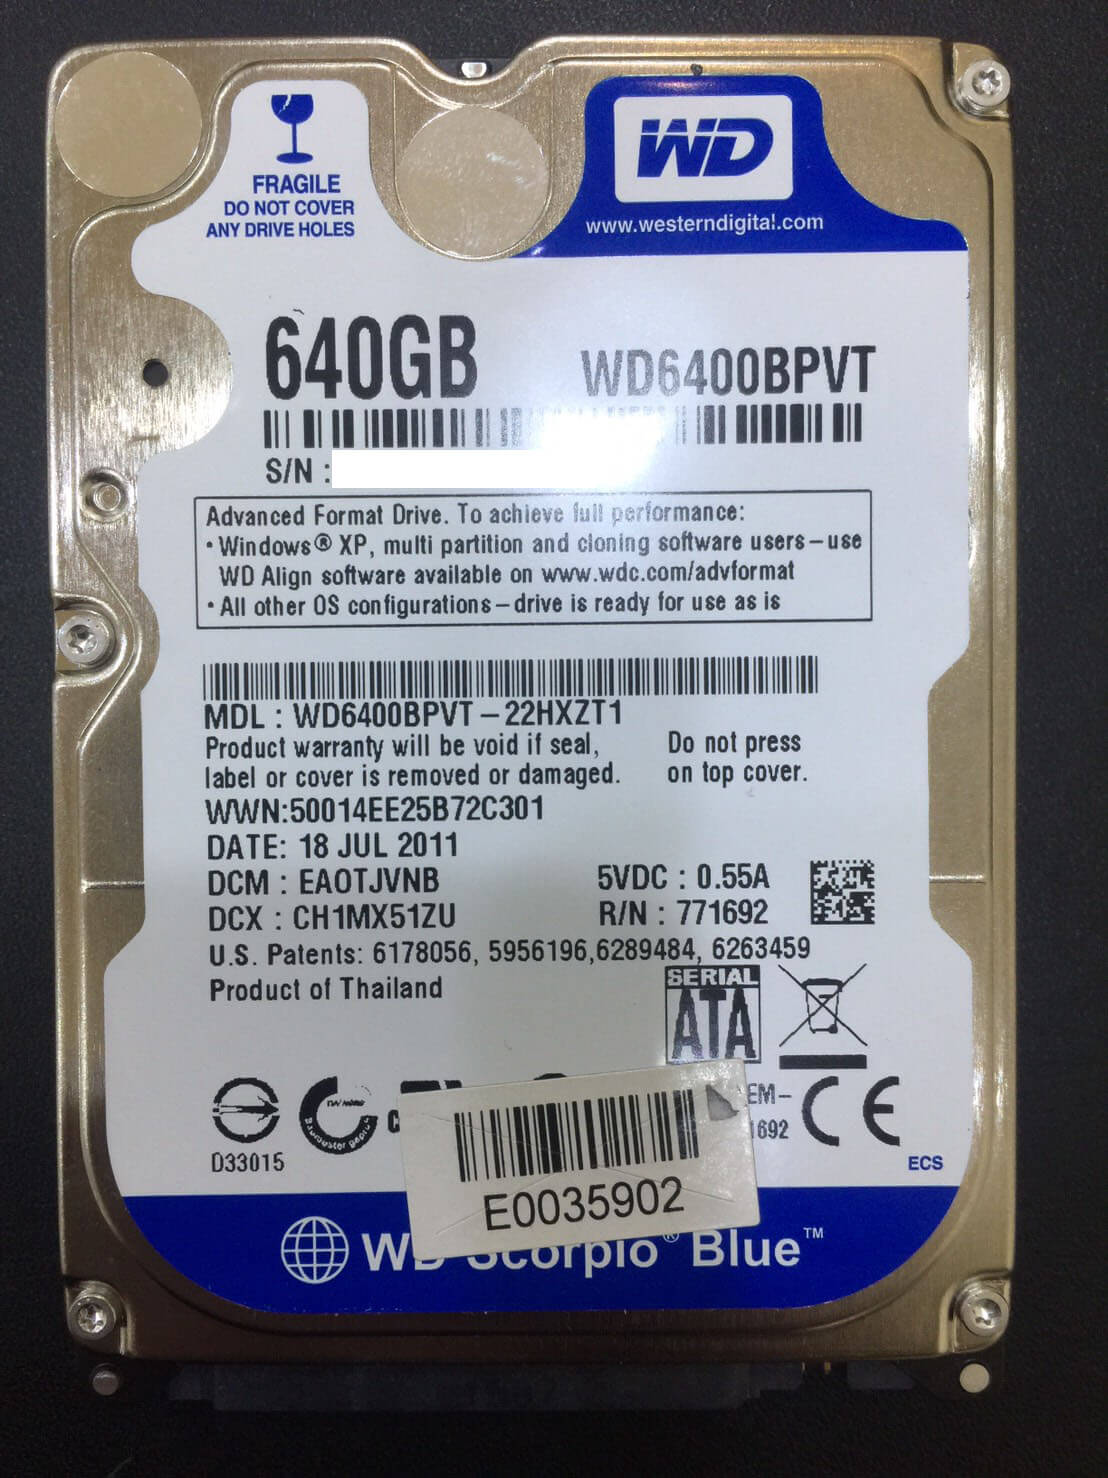 FRAGILE
DO NOT COVER
ANY DRIVE HOLES
WD
www.westerndigital.com
640GB
WD6400BPVT
S/N :
Advanced Format Drive. To achieve full performance:
• Windows® XP, multi partition and cloning software users – use
WD Align software available on www.wdc.com/advformat
• All other OS configurations – drive is ready for use as is
MDL : WD6400BPVT – 22HXZT1
Product warranty will be void if seal,
label or cover is removed or damaged.
Do not press
on top cover.
WWN:50014EE25B72C301
DATE: 18 JUL 2011
DCM : EAOTJVNB
5VDC : 0.55A
DCX : CH1MX51ZU
R/N : 771692
U.S. Patents: 6178056, 5956196,6289484, 6263459
Product of Thailand
SERIAL
ATA
EM–
1692
CE
D33015
ECS
E0035902
WD Scorpio® Blue™